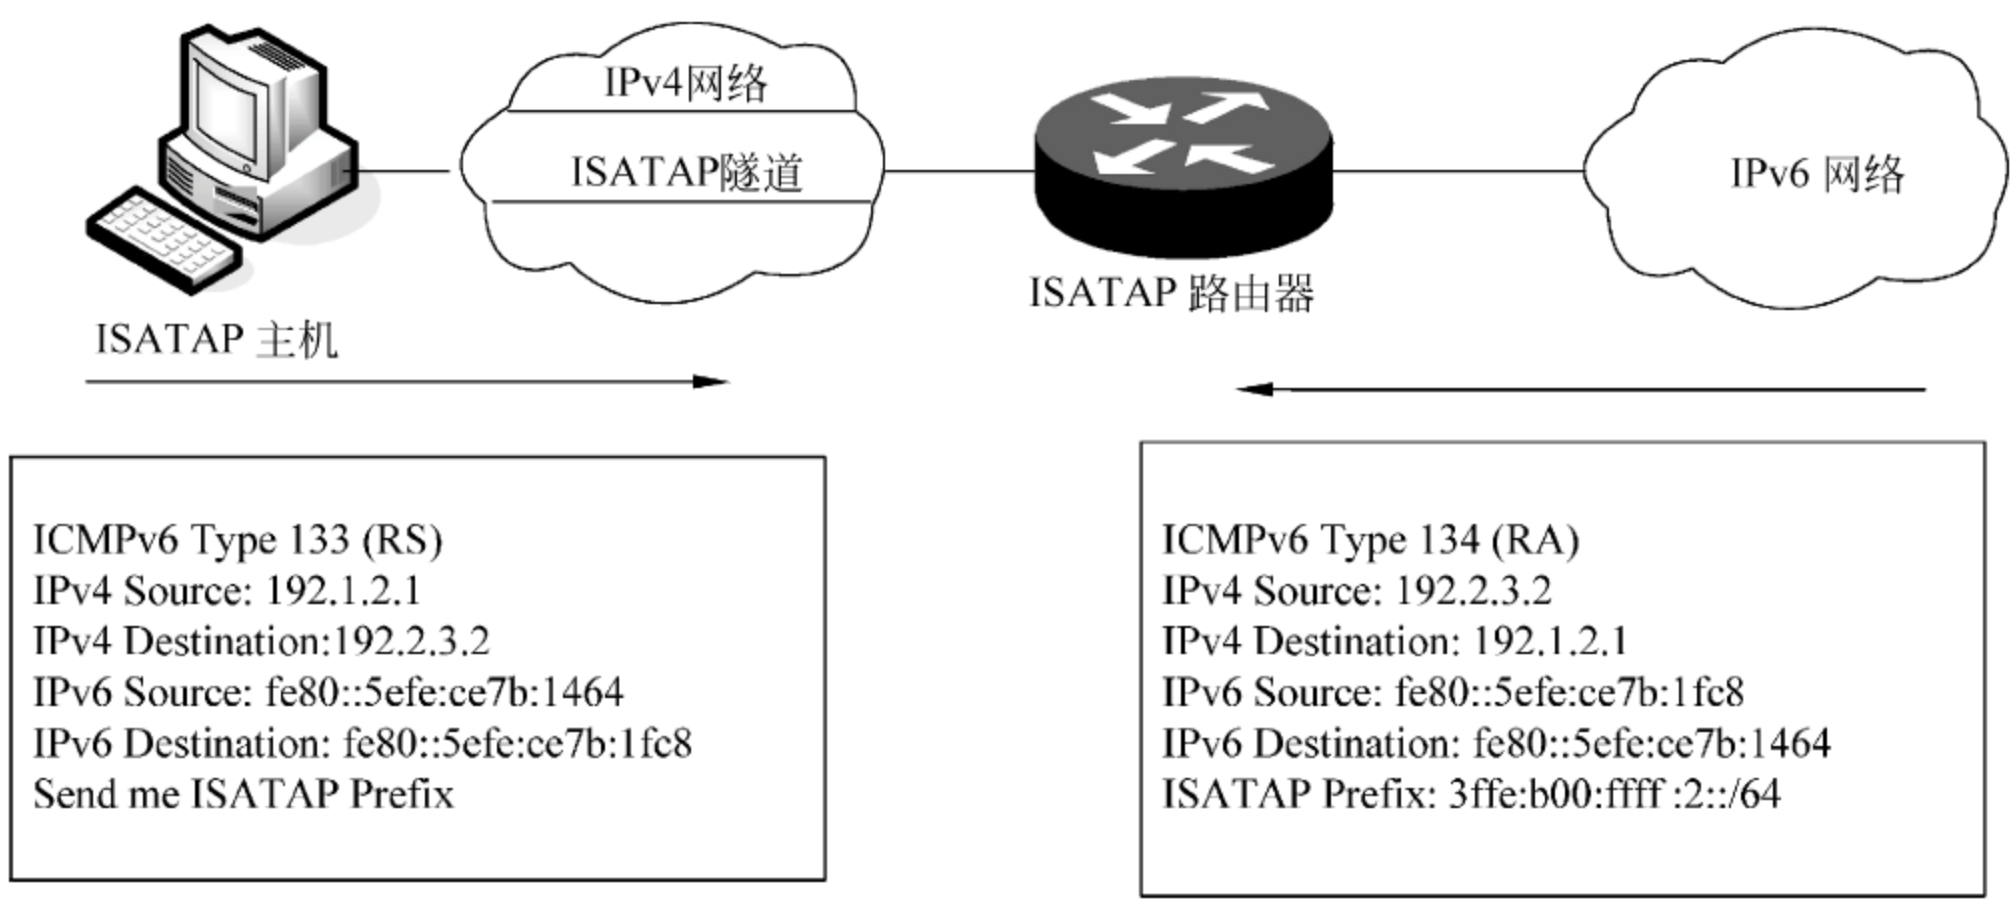 IPv4网络
ISATAP隧道
IPv6 网络
ISATAP 路由器
ISATAP 主机
ICMPv6 Type 133 (RS)
IPv4 Source: 192.1.2.1
IPv4 Destination:192.2.3.2
IPv6 Source: fe80::5efe:ce7b:1464
IPv6 Destination: fe80::5efe:ce7b:1fc8
Send me ISATAP Prefix
ICMPv6 Type 134 (RA)
IPv4 Source: 192.2.3.2
IPv4 Destination: 192.1.2.1
IPv6 Source: fe80::5efe:ce7b:1fc8
IPv6 Destination: fe80::5efe:ce7b:1464
ISATAP Prefix: 3ffe:b00:ffff :2::/64